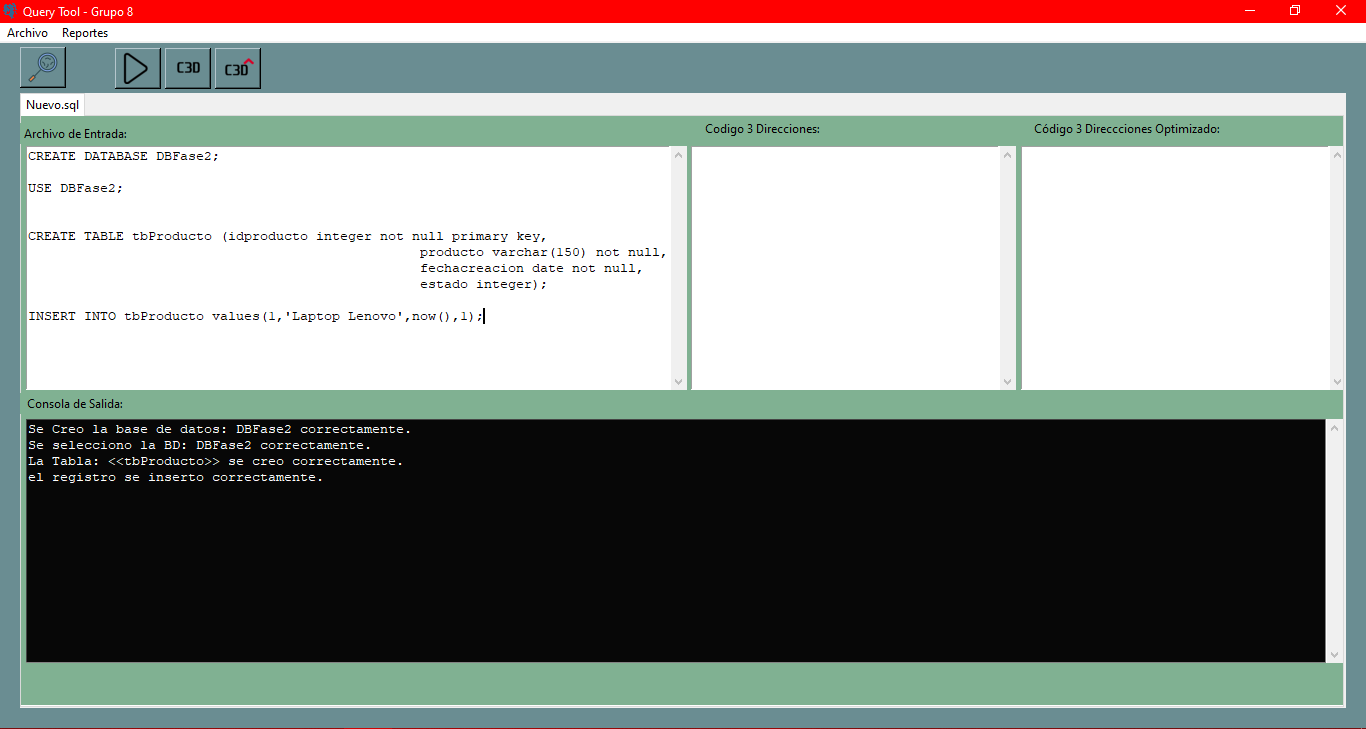 Query Tool - Grupo 8
Archivo Reportes
C3D C3D^
Nuevo.sql
Archivo de Entrada:
Codigo 3 Direcciones:
Código 3 Direccciones Optimizado:
CREATE DATABASE DBFase2;
USE DBFase2;
CREATE TABLE tbProducto (idproducto integer not null primary key,
producto varchar(150) not null,
fechacreacion date not null,
estado integer);
INSERT INTO tbProducto values(1,'Laptop Lenovo',now(),1);
Consola de Salida:
Se Creo la base de datos: DBFase2 correctamente.
Se selecciono la BD: DBFase2 correctamente.
La Tabla: <<tbProducto>> se creo correctamente.
el registro se inserto correctamente.